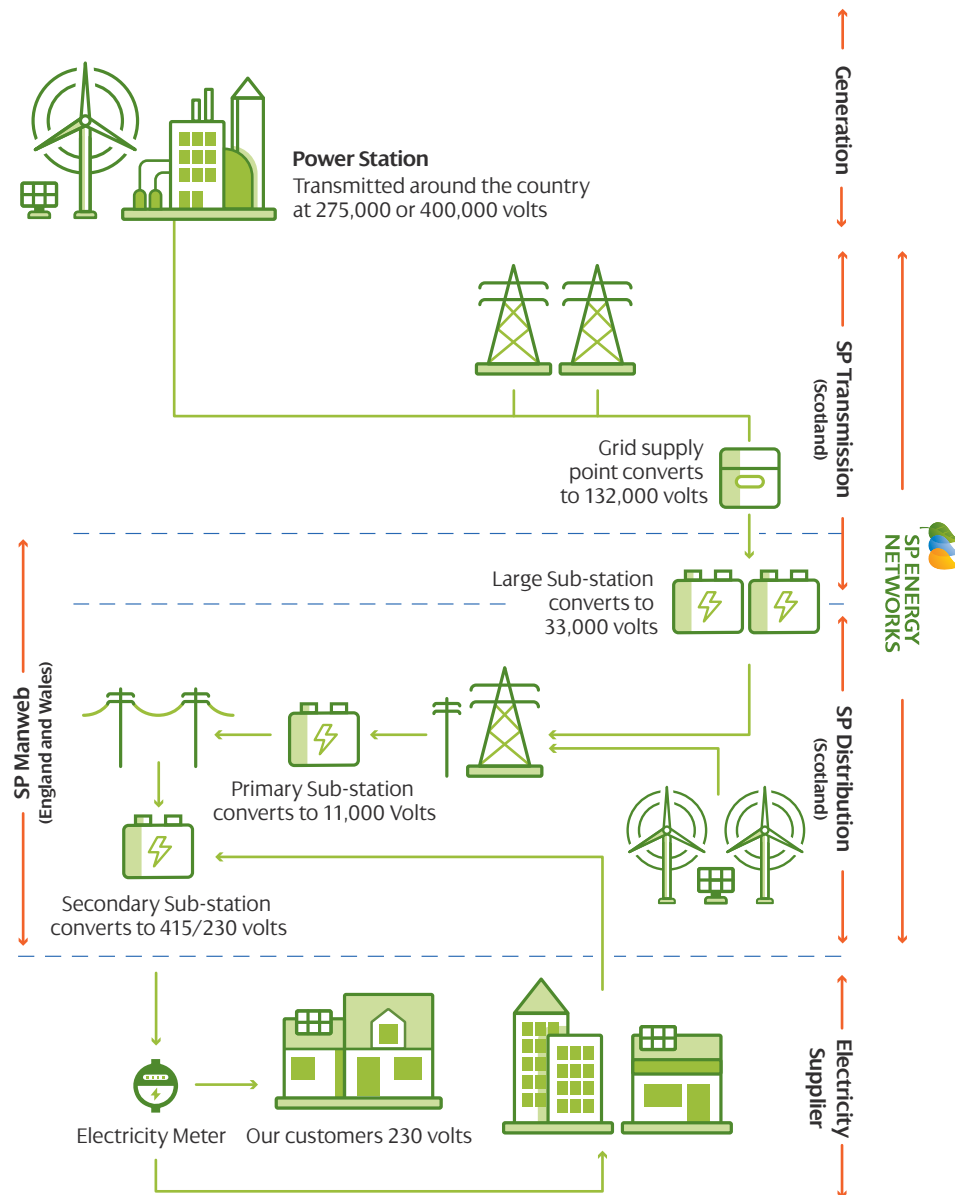 Generation
Power Station
Transmitted around the country
at 275,000 or 400,000 volts
SP Transmission
(Scotland)
Grid supply
point converts
to 132,000 volts
SP ENERGY
NETWORKS
Large Sub-station
converts to
33,000 volts
SP Manweb
(England and Wales)
SP Distribution
(Scotland)
Primary Sub-station
converts to 11,000 Volts
Secondary Sub-station
converts to 415/230 volts
Electricity
Supplier
Electricity Meter
Our customers 230 volts